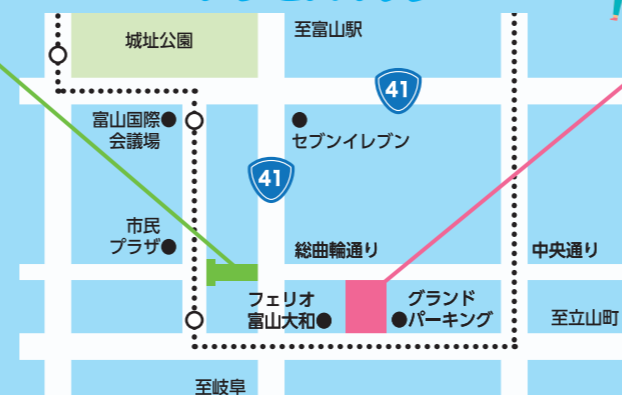 城址公園
至富山駅
41
富山国際
会議場
セブンイレブン
41
市民
プラザ
総曲輪通り
中央通り
フェリオ
富山大和
グランド
パーキング
至立山町
至岐阜